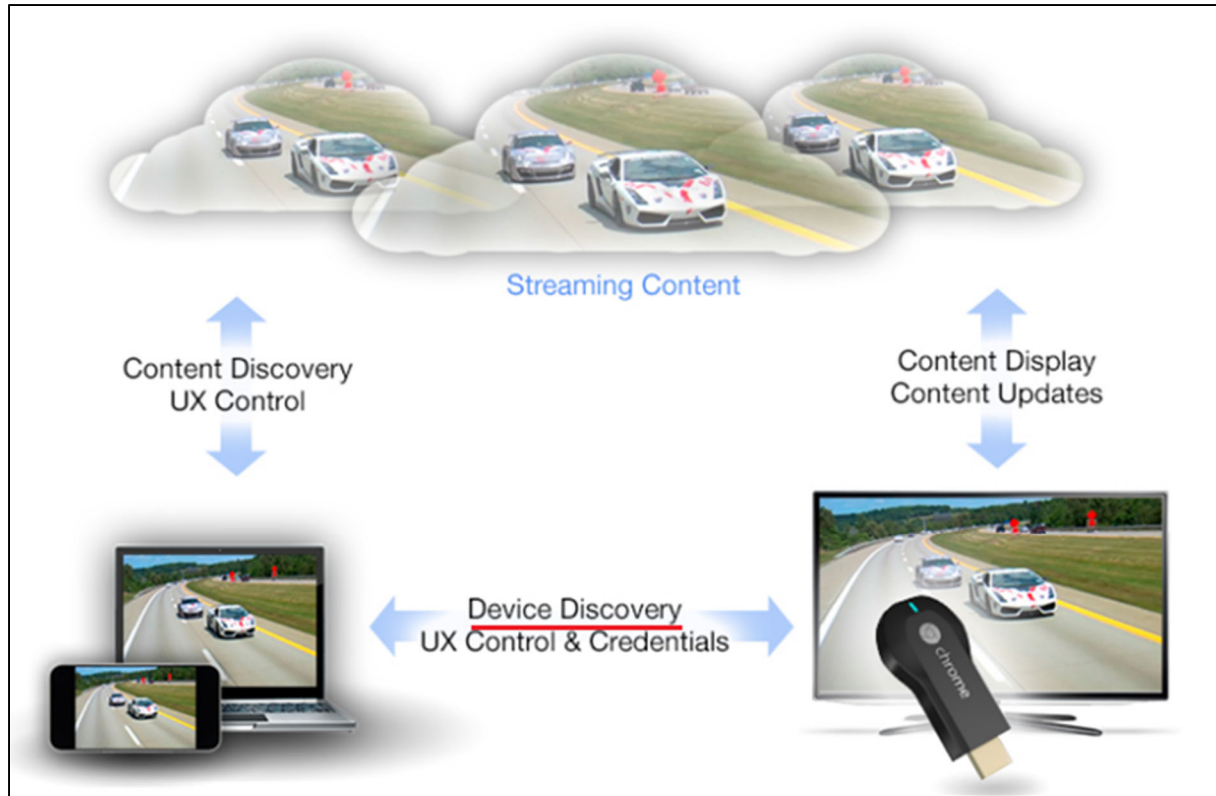 Streaming Content
Content Discovery
UX Control
Content Display
Content Updates
Device Discovery
UX Control & Credentials
chrome